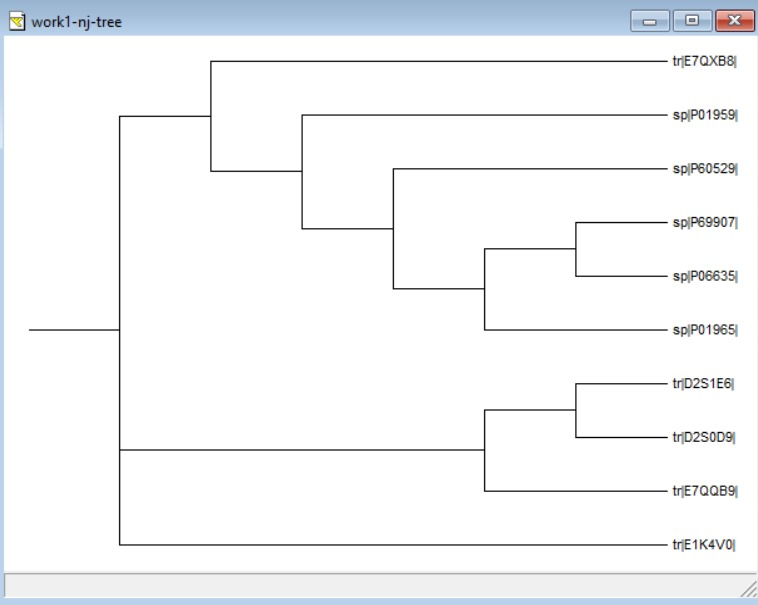 work1-nj-tree
tr|E7QXB8|
sp|P01959|
sp|P60529|
sp|P69907|
sp|P06635|
sp|P01965|
tr|D2S1E6|
tr|D2S0D9|
tr|E7QQB9|
tr|E1K4V0|